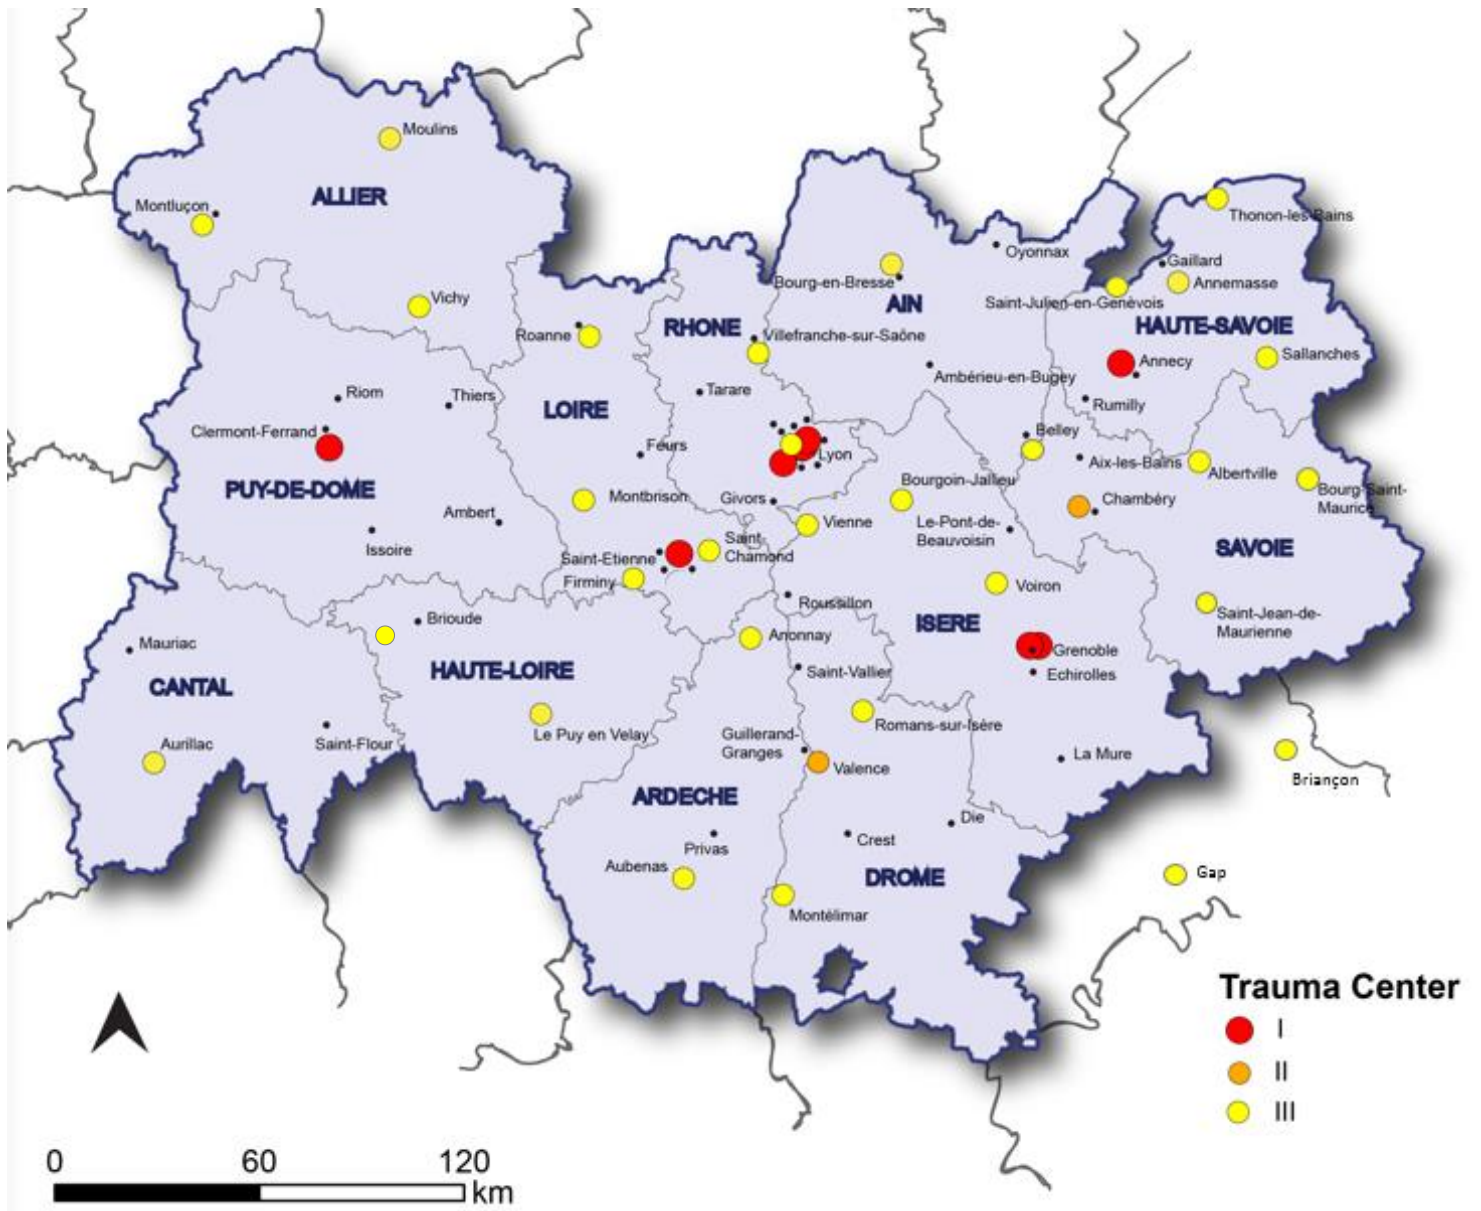 Moulins
ALLIER
Montluçon
Thonon-les-Bains
Oyonnax
Gaillard
Bourg-en-Bresse
Annemasse
Saint-Julien-en-Genèvois
Vichy
AIN
RHONE
HAUTE-SAVOIE
Roanne
Villefranche-sur-Saône
Sallanches
Annecy
Ambérieu-en-Bugey
Riom
Thiers
Tarare
LOIRE
Rumilly
Clermont-Ferrand
Belley
Feurs
Lyon
Aix-les-Bains
Albertville
PUY-DE-DOME
Bourgoin-Jallieu
Bourg-Saint-
Maurice
Montbrison
Givors
Chambéry
Ambert
Vienne
Le-Pont-de-
Beauvoisin
Saint-
Chamond
Issoire
Saint-Etienne
SAVOIE
Firminy
Voiron
Roussillon
Saint-Jean-de-
Maurienne
Brioude
ISERE
Anonnay
Mauriac
Grenoble
HAUTE-LOIRE
Saint-Vallier
Echirolles
CANTAL
Romans-sur-Isère
Le Puy en Velay
Guillerand-
Granges
Aurillac
Saint-Flour
La Mure
Valence
Briançon
ARDECHE
Die
Crest
Privas
Aubenas
DROME
Gap
Montélimar
Trauma Center
I
II
III
0 60 120
km